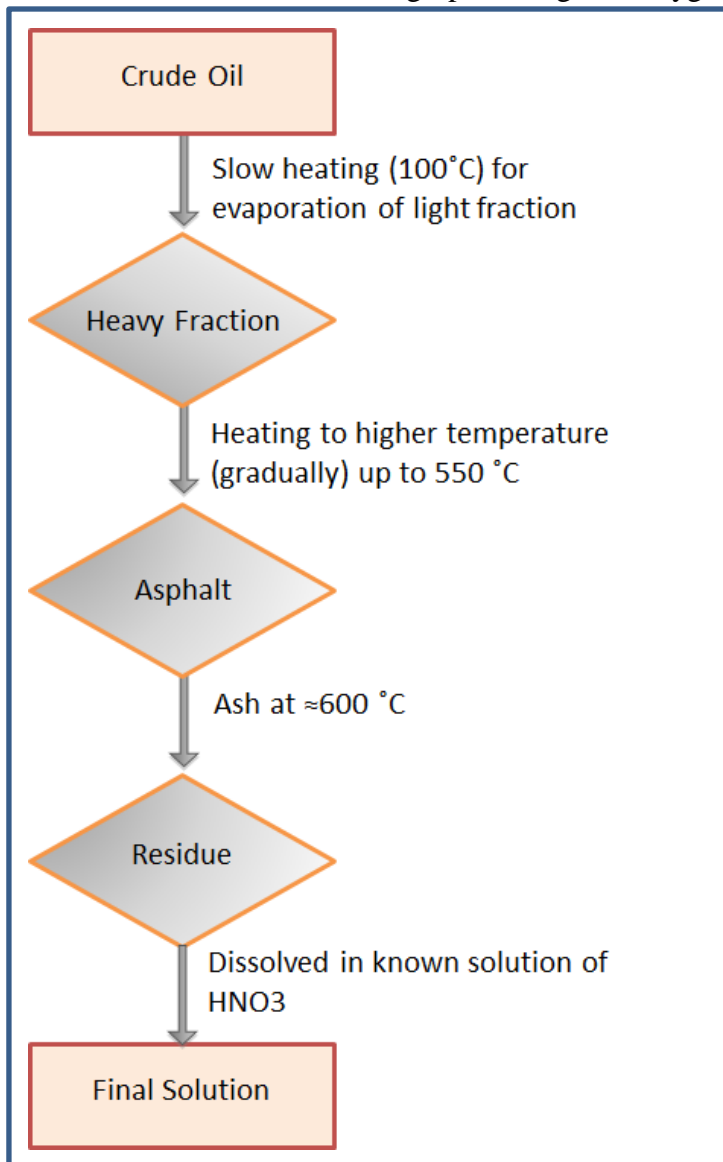 Crude Oil
Slow heating (100˚C) for
evaporation of light fraction
Heavy Fraction
Heating to higher temperature
(gradually) up to 550 ˚C
Asphalt
Ash at ≈600 ˚C
Residue
Dissolved in known solution of
HNO3
Final Solution